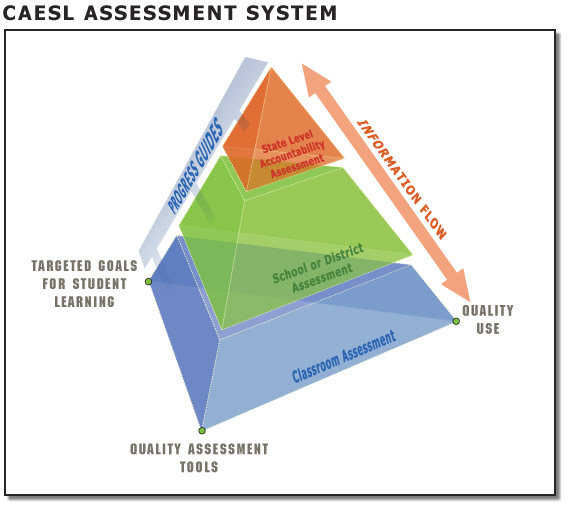 CAESL ASSESSMENT SYSTEM
PROGRESS GUIDES
INFORMATION FLOW
State Level
Accountability
Assessment
School or District
Assessment
Classroom Assessment
TARGETED GOALS
FOR STUDENT
LEARNING
QUALITY
USE
QUALITY ASSESSMENT
TOOLS